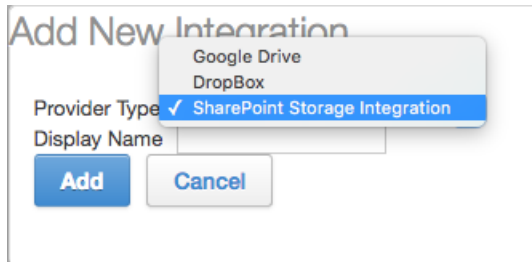 Add New Integration
Google Drive
DropBox
Provider Type ✓ SharePoint Storage Integration
Display Name
Add Cancel